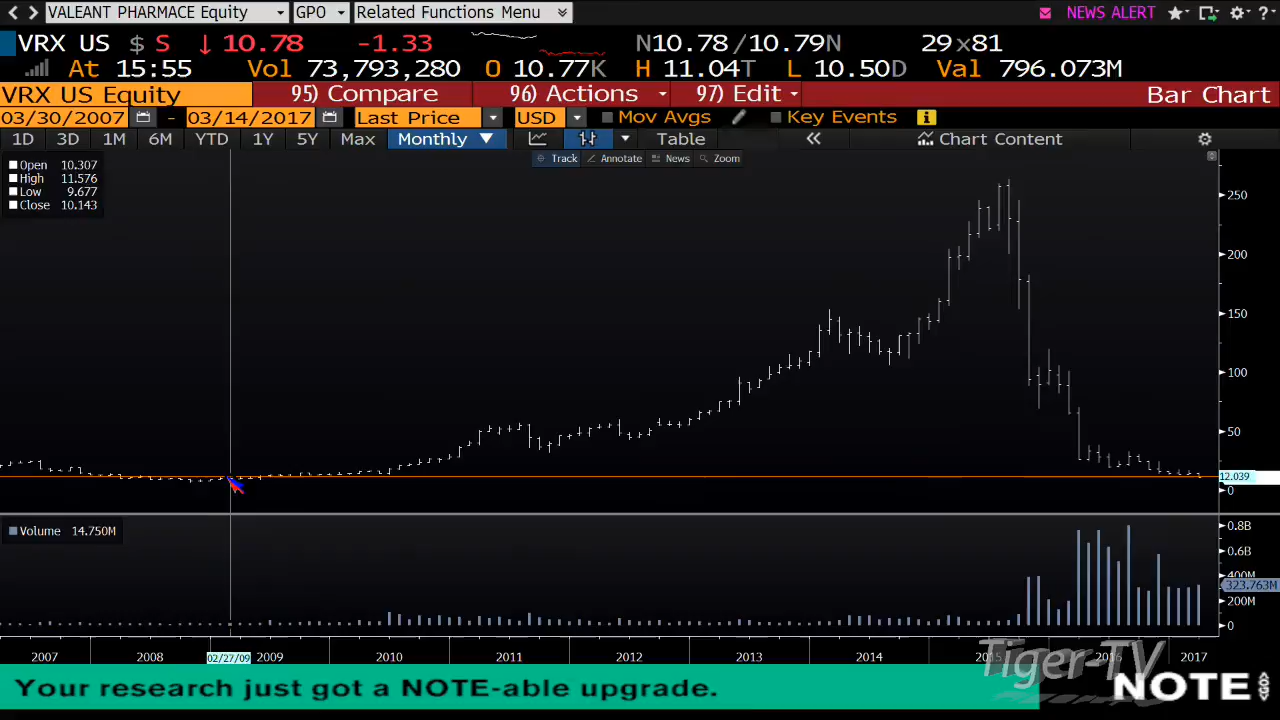 VALEANT PHARMACE Equity GPO Related Functions Menu NEWS ALERT ?
VRX US $ S ↓ 10.78 -1.33 N10.78 /10.79N 29x81
At 15:55 Vol 73,793,280 O 10.77K H 11.04T L 10.50D Val 796.073M
VRX US Equity 95) Compare 96) Actions 97) Edit Bar Chart
03/30/2007 - 03/14/2017 Last Price USD Mov Avgs Key Events i
1D 3D 1M 6M YTD 1Y 5Y Max Monthly ▼ Table « Chart Content
Track Annotate News Zoom
Open 10.307
High 11.576
Low 9.677
Close 10.143
250
200
150
100
50
12.039
0
Volume 14.750M
0.8B
0.6B
400M
323.763M
200M
0
2007 2008 02/27/09 2009 2010 2011 2012 2013 2014 2015 2016 2017
Tiger-TV
Your research just got a NOTE-able upgrade.
NOTE